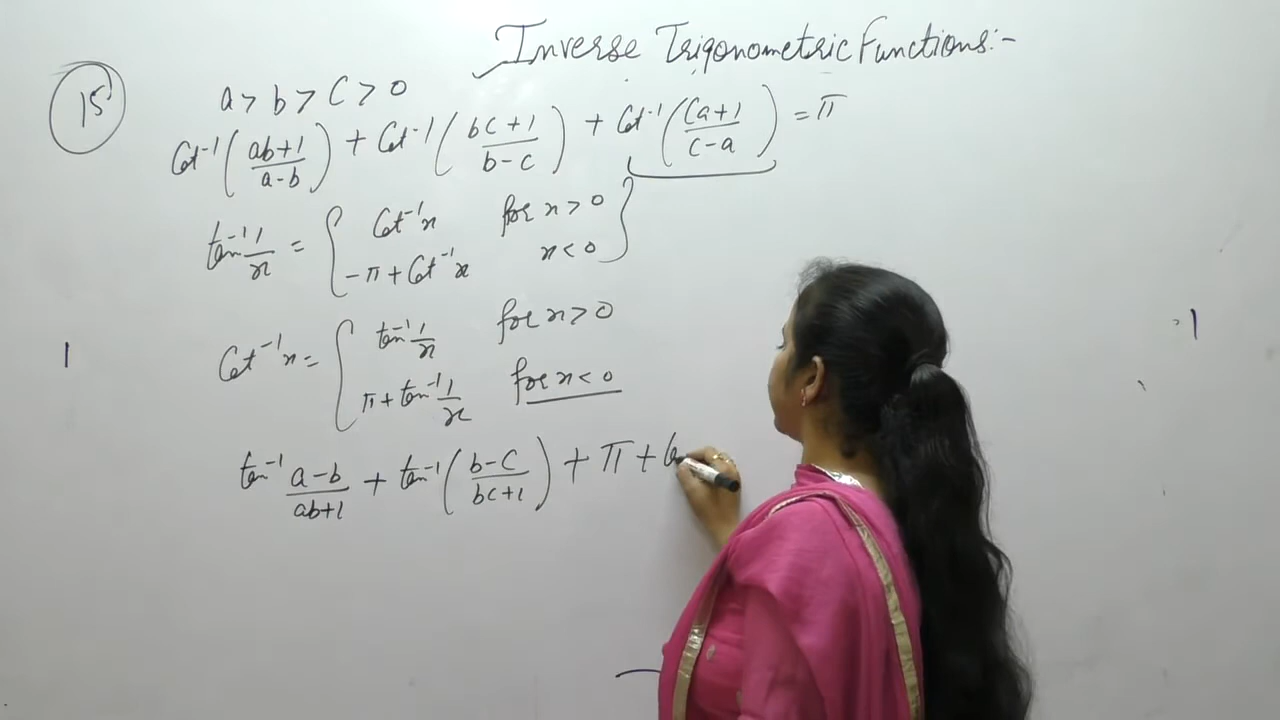 Inverse Trigonometric Functions:-
15
a > b > c > 0
Cot⁻¹(ab+1/a-b) + Cot⁻¹(bc+1/b-c) + Cot⁻¹(ca+1/c-a) = π
tan⁻¹ 1/x = { Cot⁻¹x for x > 0
-π + Cot⁻¹x x < 0 }
Cot⁻¹x = { tan⁻¹ 1/x for x > 0
π + tan⁻¹ 1/x for x < 0
tan⁻¹ a-b/ab+1 + tan⁻¹(b-c/bc+1) + π +